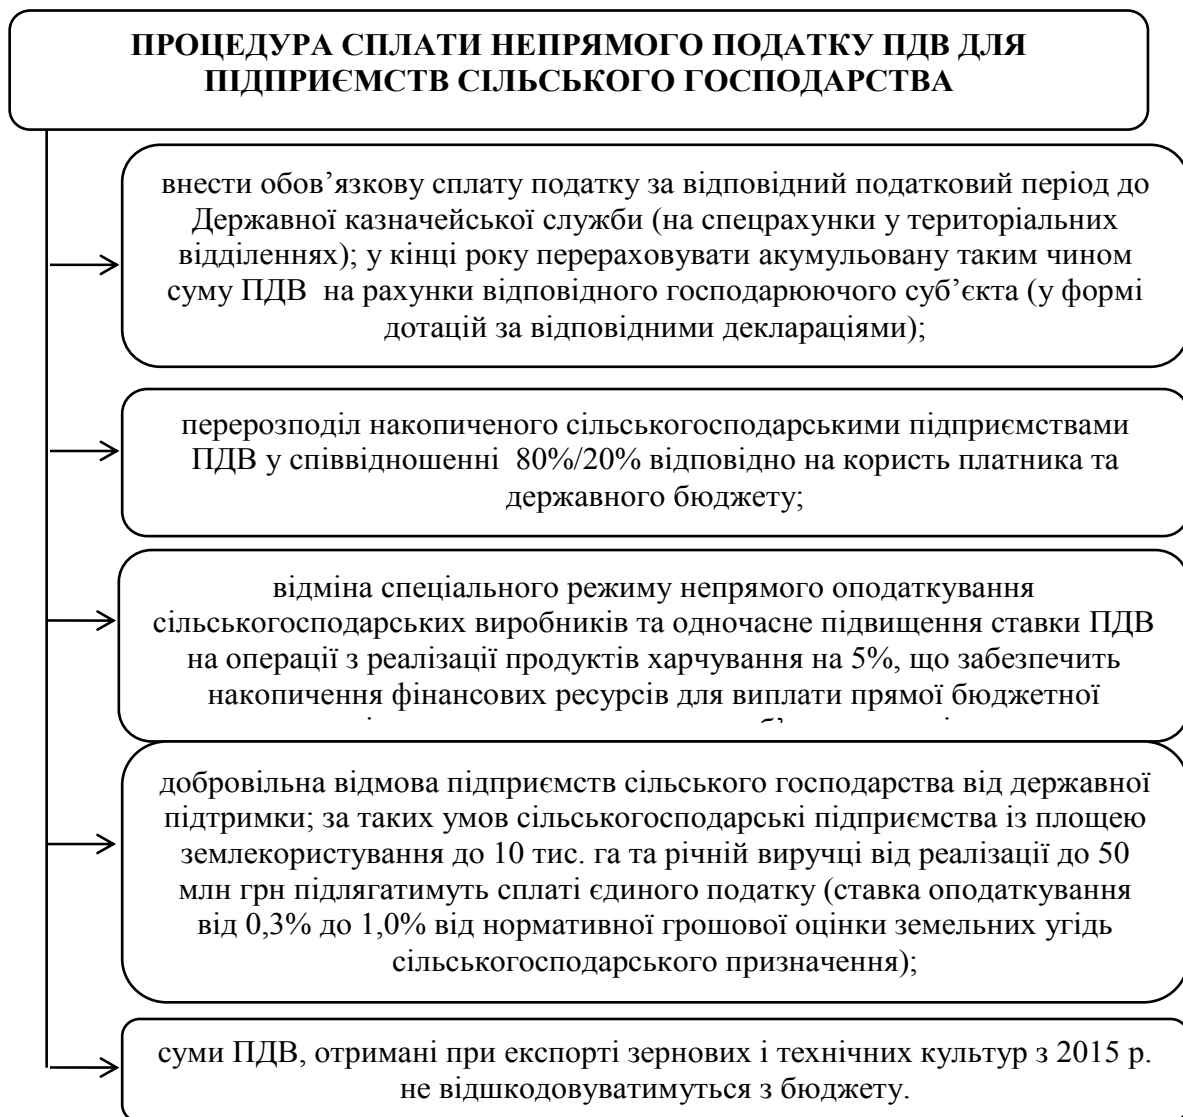 ПРОЦЕДУРА СПЛАТИ НЕПРЯМОГО ПОДАТКУ ПДВ ДЛЯ
ПІДПРИЄМСТВ СІЛЬСЬКОГО ГОСПОДАРСТВА
внести обов’язкову сплату податку за відповідний податковий період до
Державної казначейської служби (на спецрахунки у територіальних
відділеннях); у кінці року перераховувати акумульовану таким чином
суму ПДВ на рахунки відповідного господарюючого суб’єкта (у формі
дотацій за відповідними деклараціями);
перерозподіл накопиченого сільськогосподарськими підприємствами
ПДВ у співвідношенні 80%/20% відповідно на користь платника та
державного бюджету;
відміна спеціального режиму непрямого оподаткування
сільськогосподарських виробників та одночасне підвищення ставки ПДВ
на операції з реалізації продуктів харчування на 5%, що забезпечить
накопичення фінансових ресурсів для виплати прямої бюджетної
добровільна відмова підприємств сільського господарства від державної
підтримки; за таких умов сільськогосподарські підприємства із площею
землекористування до 10 тис. га та річній виручці від реалізації до 50
млн грн підлягатимуть сплаті єдиного податку (ставка оподаткування
від 0,3% до 1,0% від нормативної грошової оцінки земельних угідь
сільськогосподарського призначення);
суми ПДВ, отримані при експорті зернових і технічних культур з 2015 р.
не відшкодовуватимуться з бюджету.